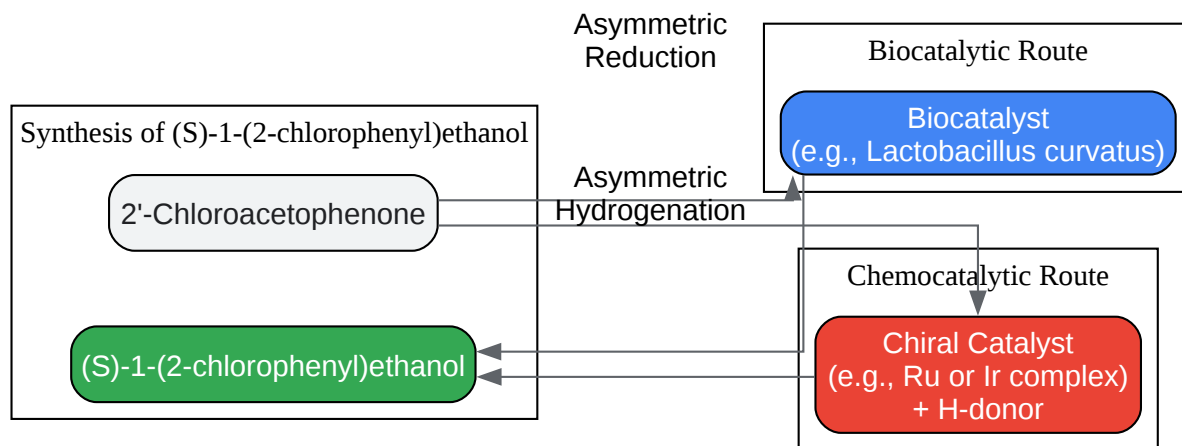 Asymmetric
Reduction
Biocatalytic Route
Biocatalyst
(e.g., Lactobacillus curvatus)
Synthesis of (S)-1-(2-chlorophenyl)ethanol
2'-Chloroacetophenone
Asymmetric
Hydrogenation
Chemocatalytic Route
(S)-1-(2-chlorophenyl)ethanol
Chiral Catalyst
(e.g., Ru or Ir complex)
+ H-donor